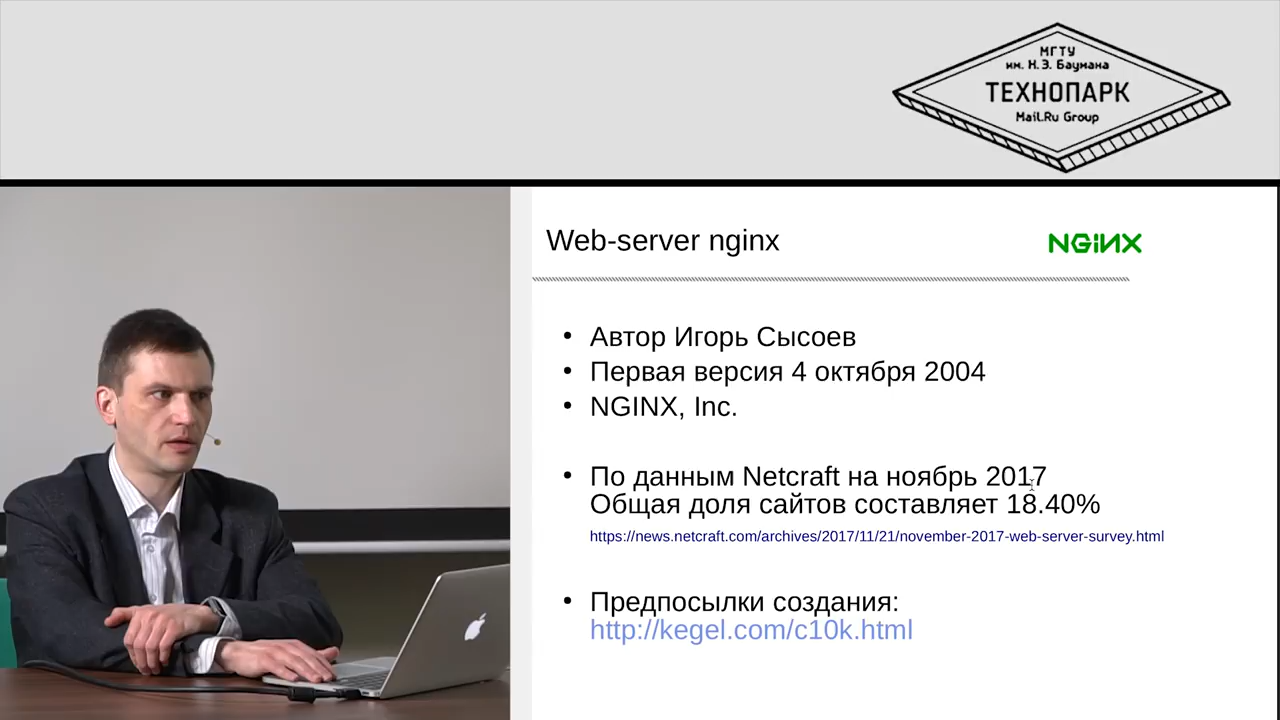 МГТУ
им. Н.Э. Баумана
ТЕХНОПАРК
Mail.Ru Group
Web-server nginx
NGiNX
• Автор Игорь Сысоев
• Первая версия 4 октября 2004
• NGINX, Inc.
• По данным Netcraft на ноябрь 2017
Общая доля сайтов составляет 18.40%
https://news.netcraft.com/archives/2017/11/21/november-2017-web-server-survey.html
• Предпосылки создания:
http://kegel.com/c10k.html